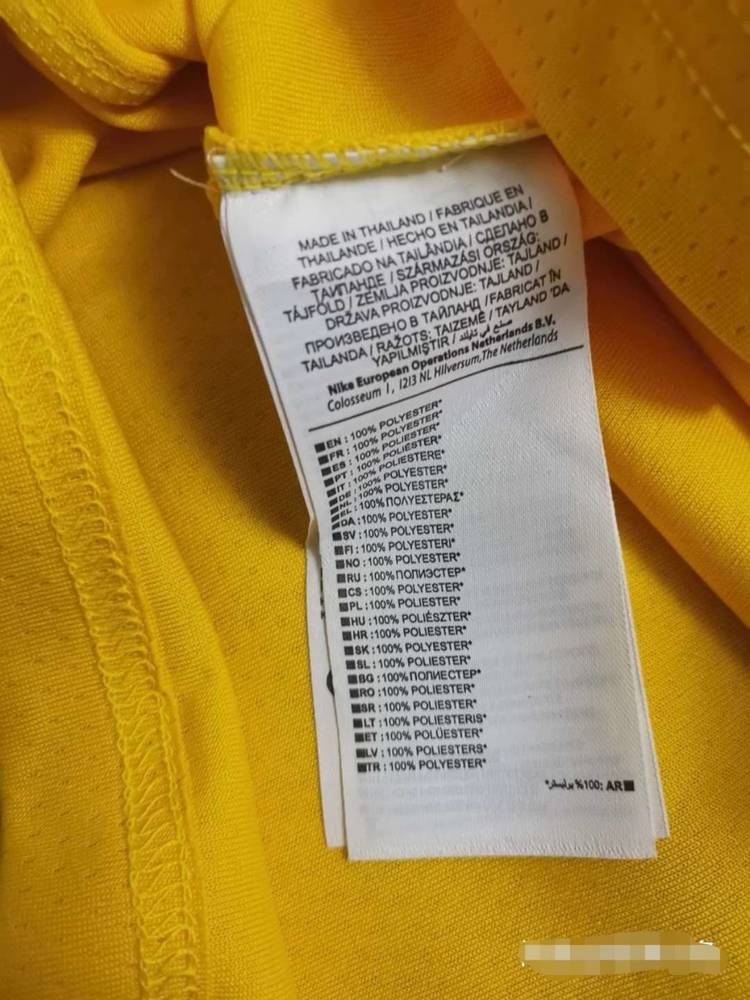 MADE IN THAILAND / FABRIQUE EN
THAILANDE / HECHO EN TAILANDIA /
FABRICADO NA TAILÂNDIA / СДЕЛАНО В
ТАИЛАНДЕ / SZÁRMAZÁSI ORSZÁG:
TÁJFÖLD / ZEMLJA PROIZVODNJE: TAJLAND /
DRŽAVA PROIZVODNJE: TAJLAND /
ПРОИЗВЕДЕНО В ТАЙЛАНД / FABRICAT ÎN
TAILANDA / RAŽOTS: TAIZEMĒ / TAYLAND 'DA
YAPILMIŞTIR / صنع في تايلاند
Nike European Operations Netherlands B.V.
Colosseum 1, 1213 NL Hilversum, The Netherlands
EN : 100% POLYESTER*
FR : 100% POLYESTER*
ES : 100% POLIÉSTER*
PT : 100% POLIÉSTER*
IT : 100% POLIESTERE*
DE : 100% POLYESTER*
NL : 100% POLYESTER*
EL : 100% ΠΟΛΥΕΣΤΕΡΑΣ*
DA : 100% POLYESTER*
SV : 100% POLYESTER*
FI : 100% POLYESTERI*
NO : 100% POLYESTER*
RU : 100% ПОЛИЭСТЕР*
CS : 100% POLYESTER*
PL : 100% POLIESTER*
HU : 100% POLIÉSZTER*
HR : 100% POLIESTER*
SK : 100% POLYESTER*
SL : 100% POLIESTER*
BG : 100% ПОЛИЕСТЕР*
RO : 100% POLIESTER*
SR : 100% POLIESTER*
LT : 100% POLIESTERIS*
ET : 100% POLÜESTER*
LV : 100% POLIESTERS*
TR : 100% POLYESTER*
AR :100% بوليستر*